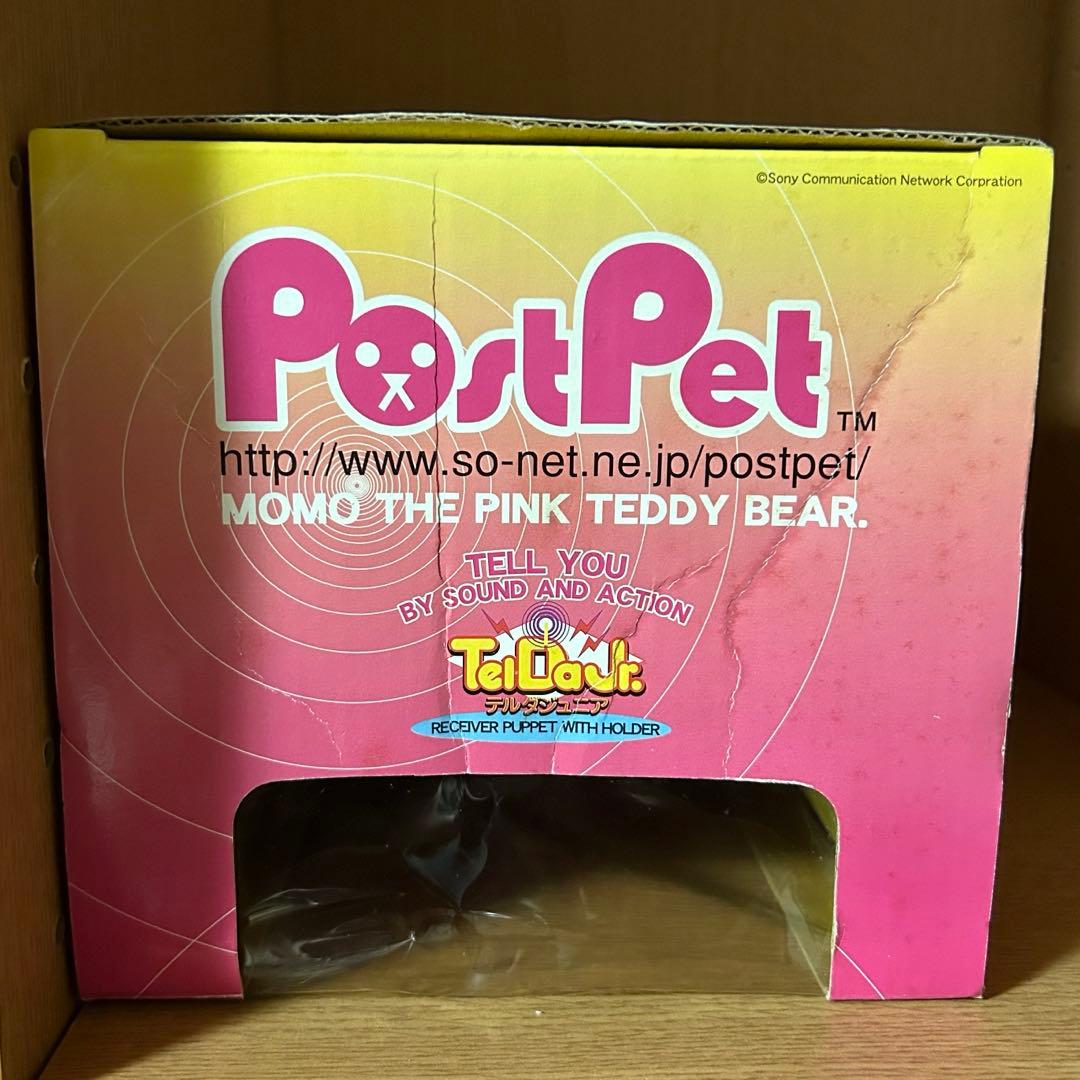 ©Sony Communication Network Corpration
PostPet TM
http://www.so-net.ne.jp/postpet/
MOMO THE PINK TEDDY BEAR.
TELL YOU
BY SOUND AND ACTION
TelDaJr.
テルダジュニア
RECEIVER PUPPET WITH HOLDER